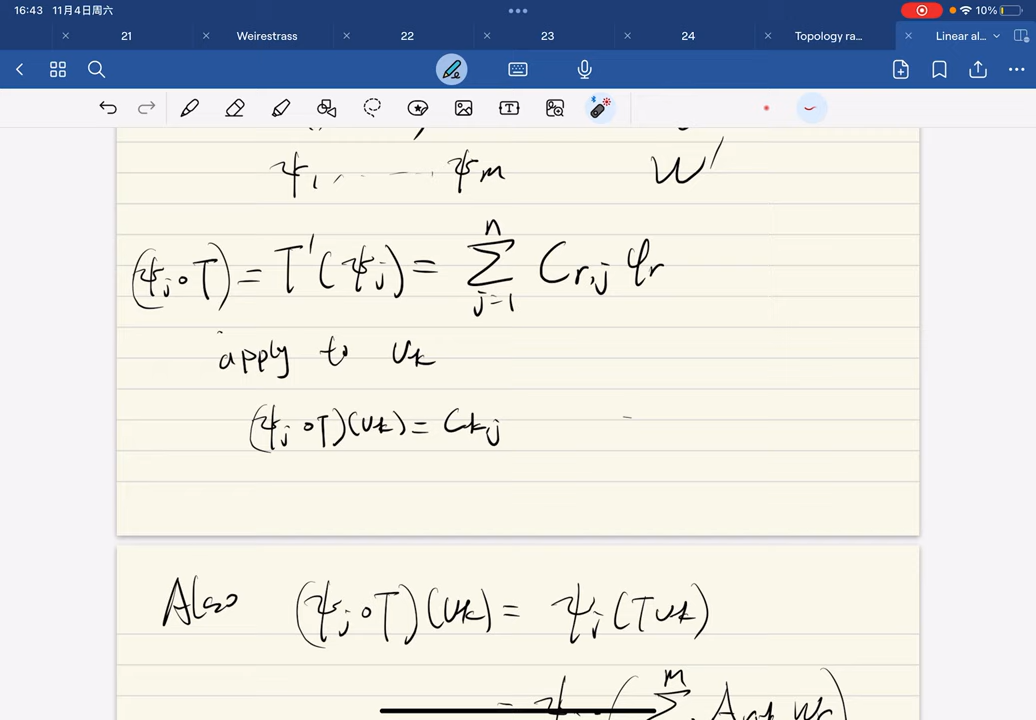 16:43 11月4日周六 10%
21 Weirestrass 22 23 24 Topology ra... Linear al...
ψ₁, ........ ψm W'
(ψj∘T) = T'(ψj) = Σ_{j=1}^{n} C_{r,j} φr
apply to vk
(ψj∘T)(vk) = Ckj
Also (ψj∘T)(vk) = ψj(Tvk)